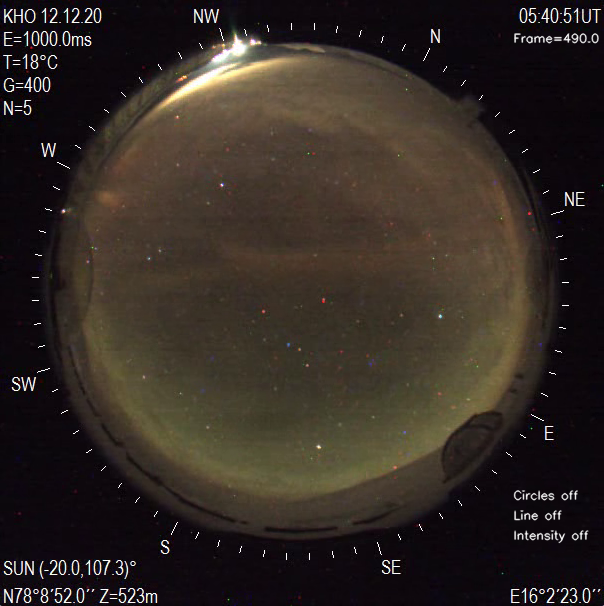 KHO 12.12.20
E=1000.0ms
T=18°C
G=400
N=5
05:40:51UT
Frame=490.0
NW
N
W
NE
SW
E
S
SE
Circles off
Line off
Intensity off
SUN (-20.0,107.3)°
N78°8'52.0´´ Z=523m
E16°2'23.0´´